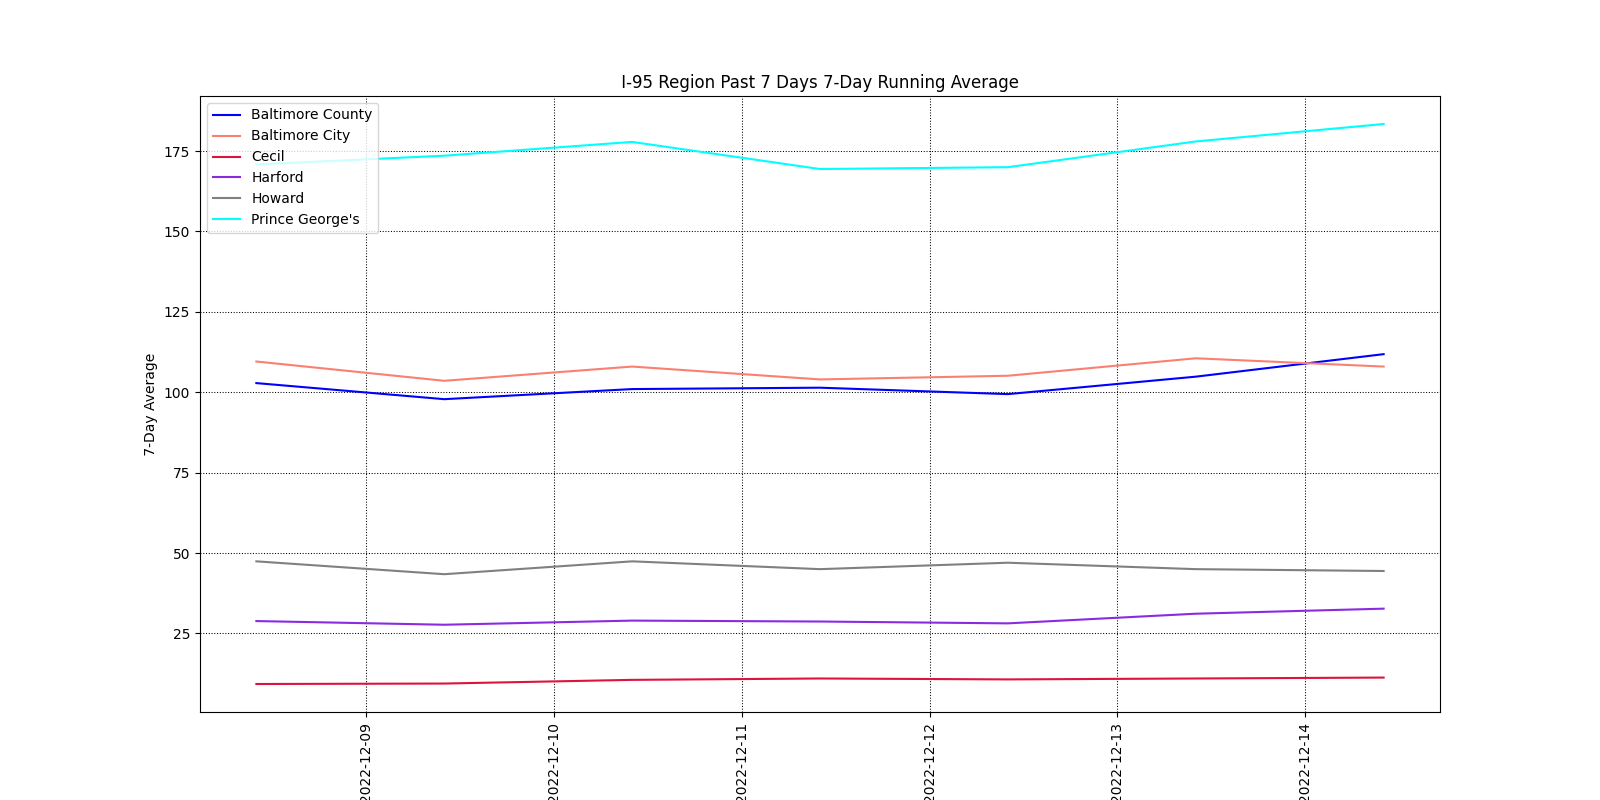 I-95 Region Past 7 Days 7-Day Running Average
Baltimore County
Baltimore City
Cecil
Harford
Howard
Prince George's
175
150
125
100
75
50
25
7-Day Average
2022-12-09
2022-12-10
2022-12-11
2022-12-12
2022-12-13
2022-12-14